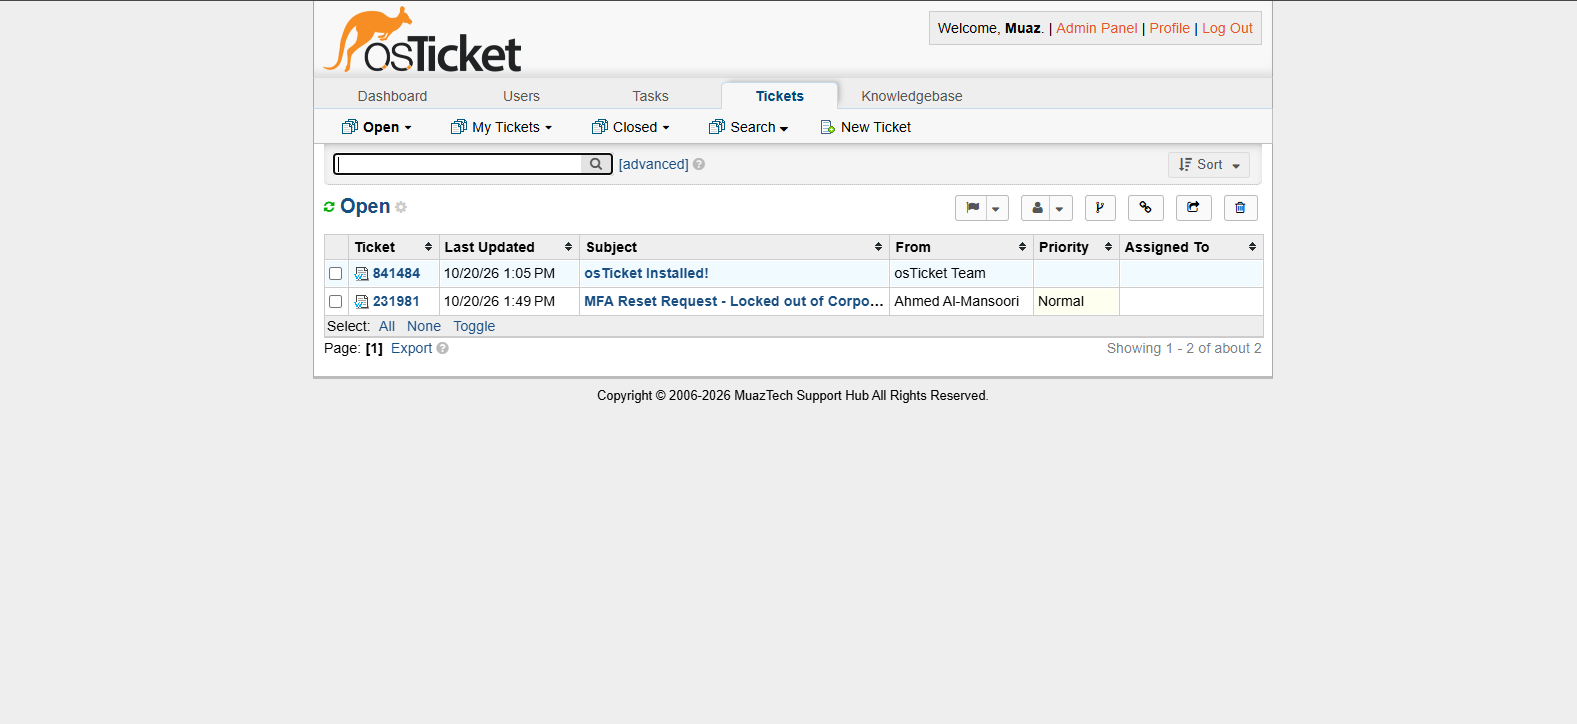 osTicket
Welcome, Muaz. | Admin Panel | Profile | Log Out
Dashboard Users Tasks Tickets Knowledgebase
Open My Tickets Closed Search New Ticket
[advanced] ? Sort
Open
Ticket Last Updated Subject From Priority Assigned To
841484 10/20/26 1:05 PM osTicket Installed! osTicket Team
231981 10/20/26 1:49 PM MFA Reset Request - Locked out of Corpo... Ahmed Al-Mansoori Normal
Select: All None Toggle
Page: [1] Export ? Showing 1 - 2 of about 2
Copyright © 2006-2026 MuazTech Support Hub All Rights Reserved.